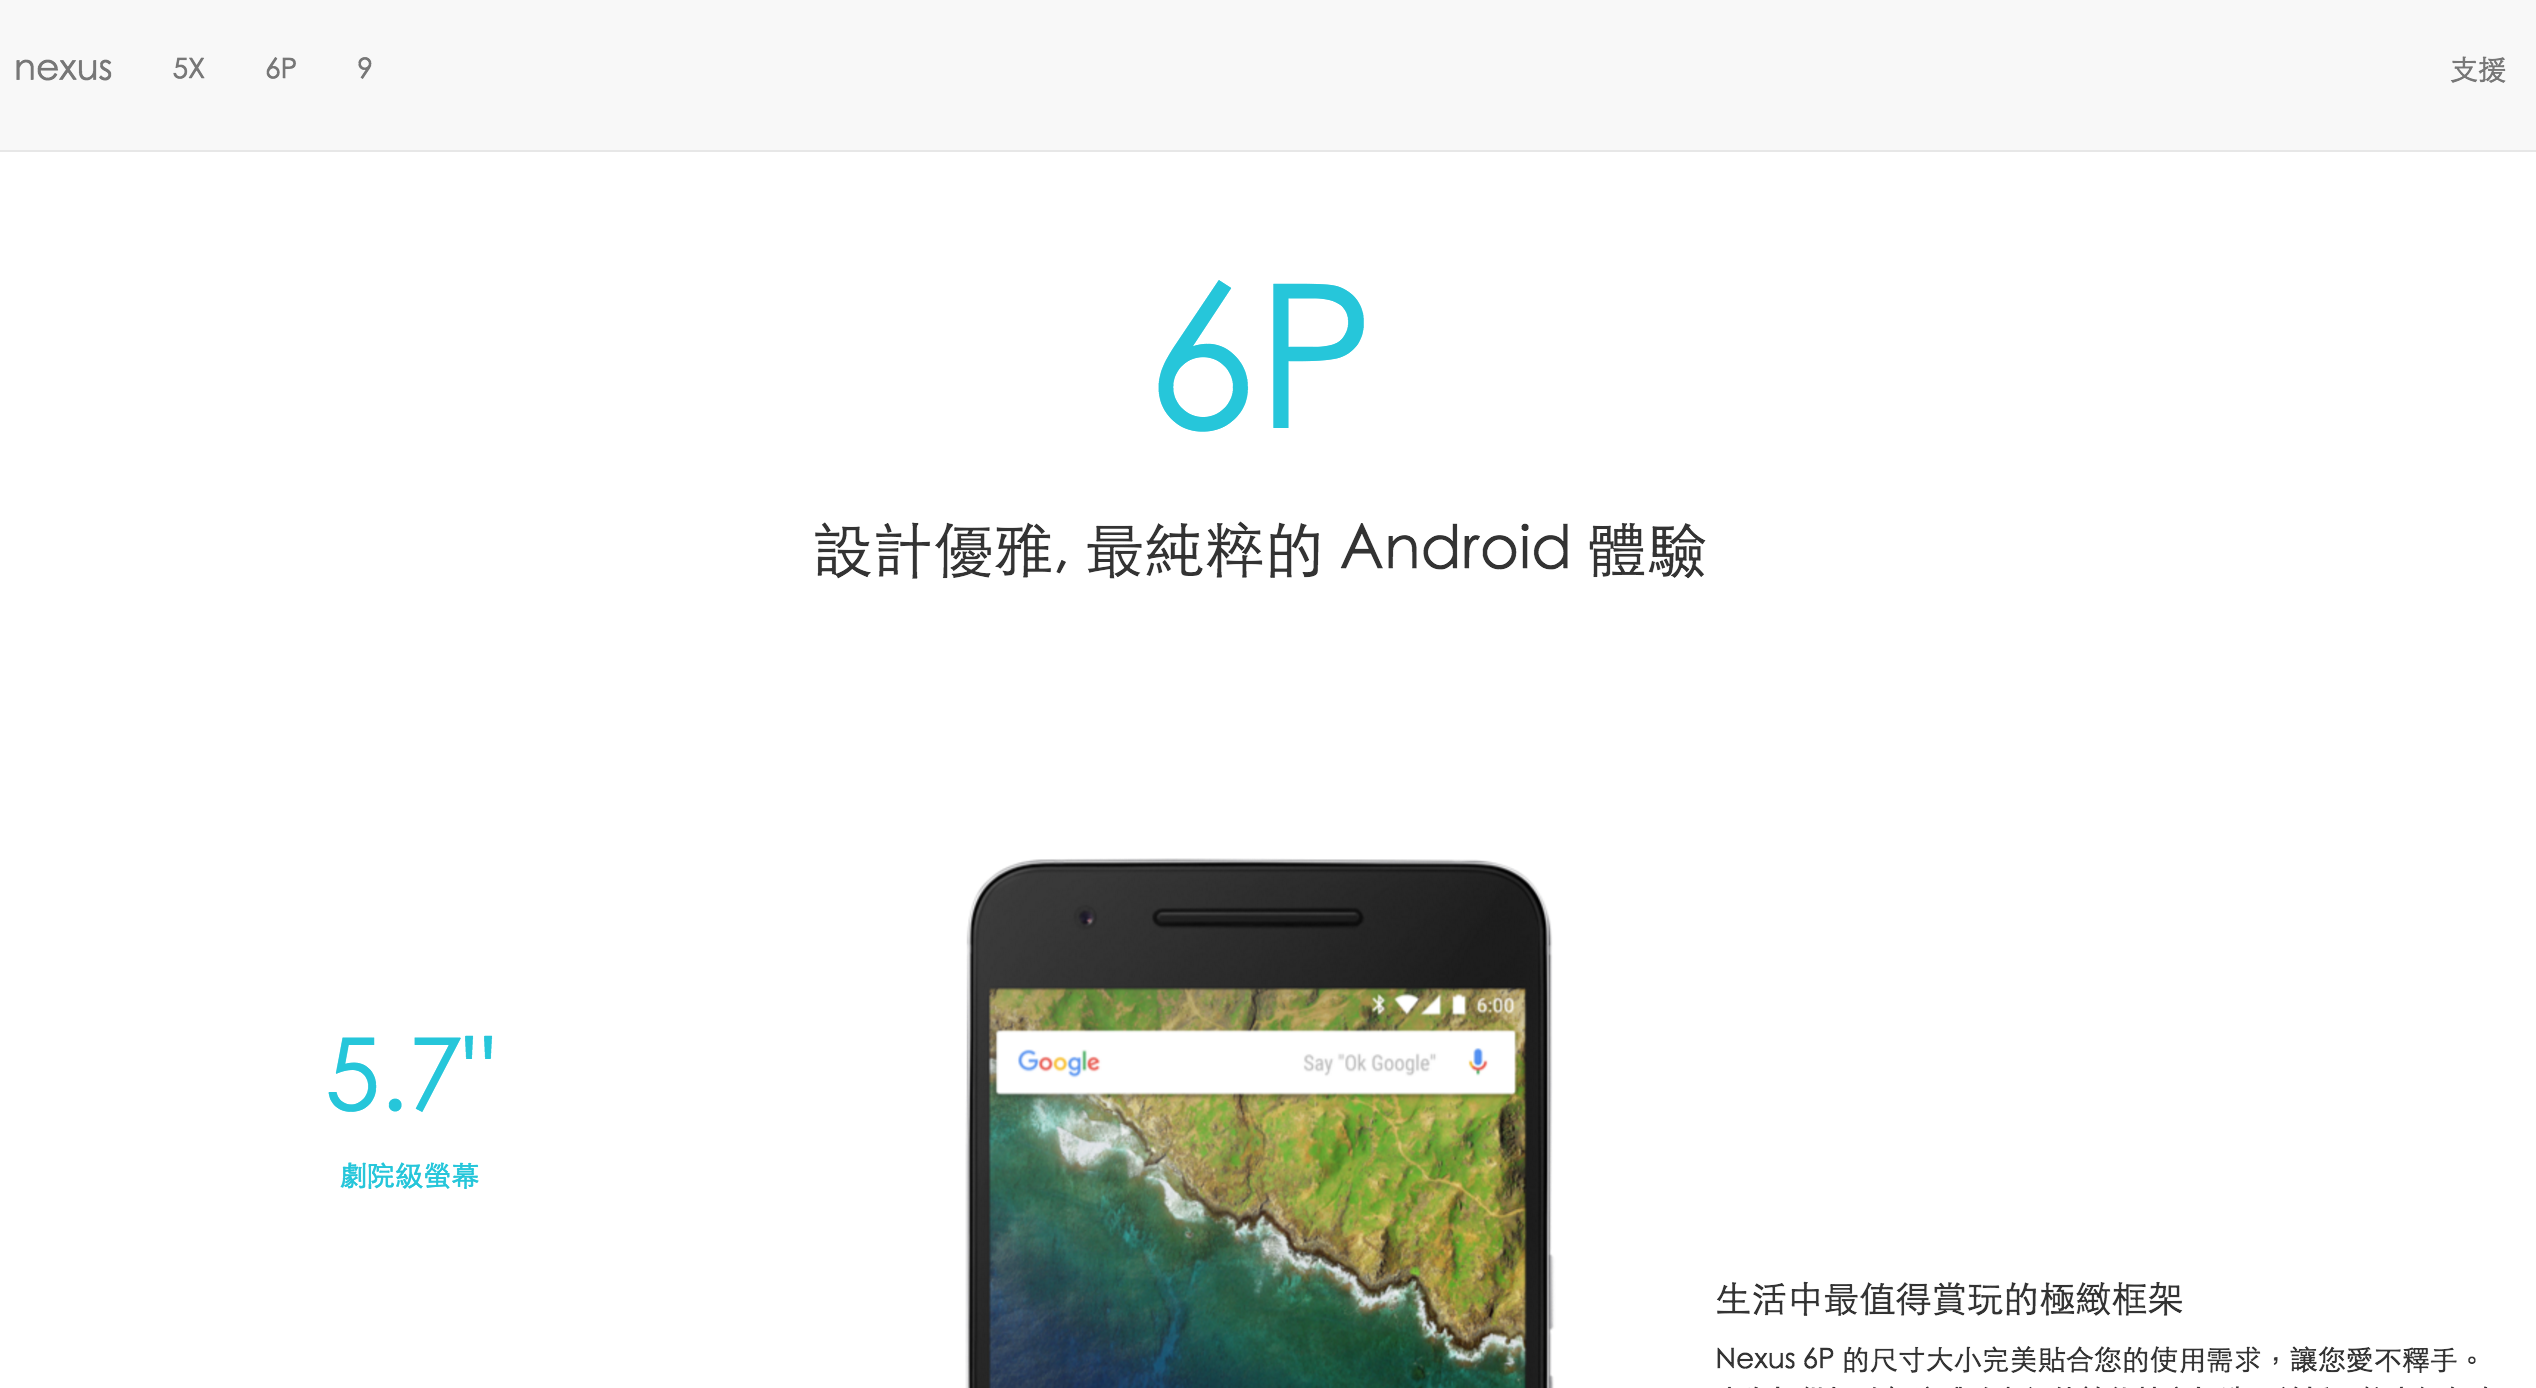 nexus 5X 6P 9 支援
6P
設計優雅, 最純粹的 Android 體驗
6:00
Google Say "Ok Google"
5.7"
劇院級螢幕
生活中最值得賞玩的極緻框架
Nexus 6P 的尺寸大小完美貼合您的使用需求，讓您愛不釋手。